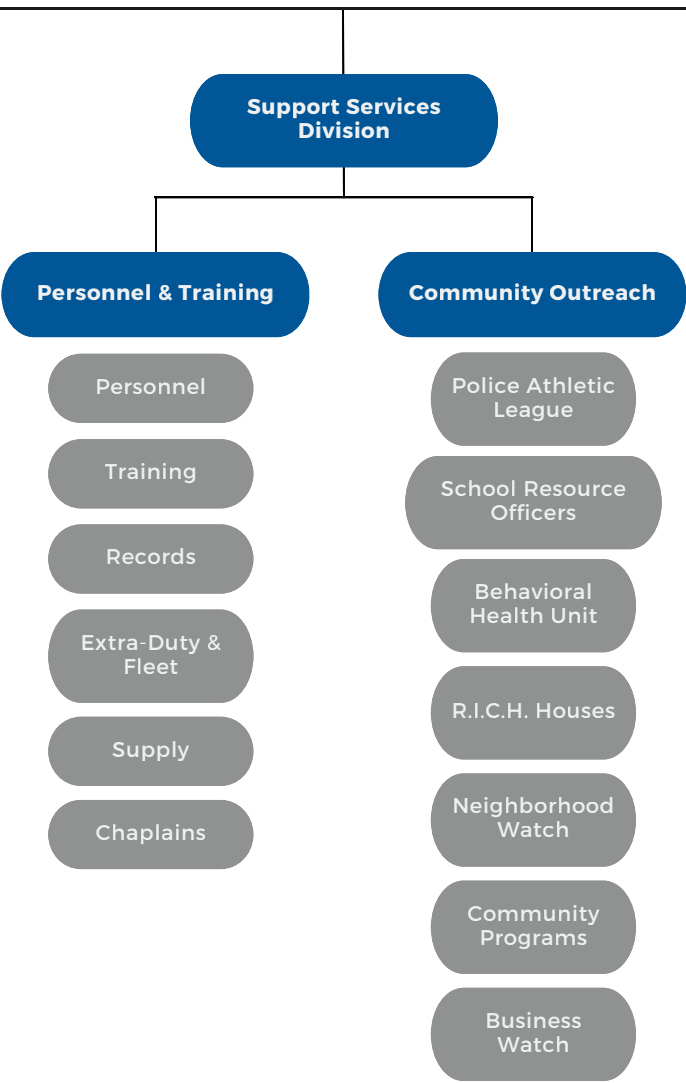 Support Services
Division
Personnel & Training
Personnel
Training
Records
Extra-Duty &
Fleet
Supply
Chaplains
Community Outreach
Police Athletic
League
School Resource
Officers
Behavioral
Health Unit
R.I.C.H. Houses
Neighborhood
Watch
Community
Programs
Business
Watch